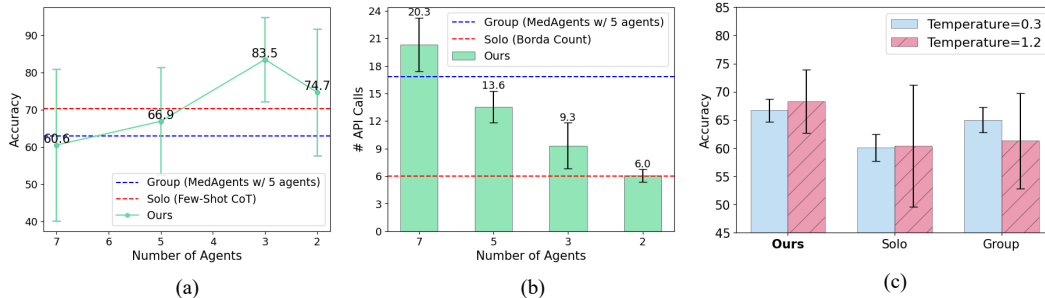 Accuracy
90
80
70
60
50
40
60.6
66.9
83.5
74.7
Group (MedAgents w/ 5 agents)
Solo (Few-Shot CoT)
Ours
7
6
5
4
3
2
Number of Agents
(a)
# API Calls
24
21
18
15
12
9
6
3
0
20.3
13.6
9.3
6.0
Group (MedAgents w/ 5 agents)
Solo (Borda Count)
Ours
7
5
3
2
Number of Agents
(b)
Accuracy
85
80
75
70
65
60
55
50
45
Temperature=0.3
Temperature=1.2
Ours
Solo
Group
(c)